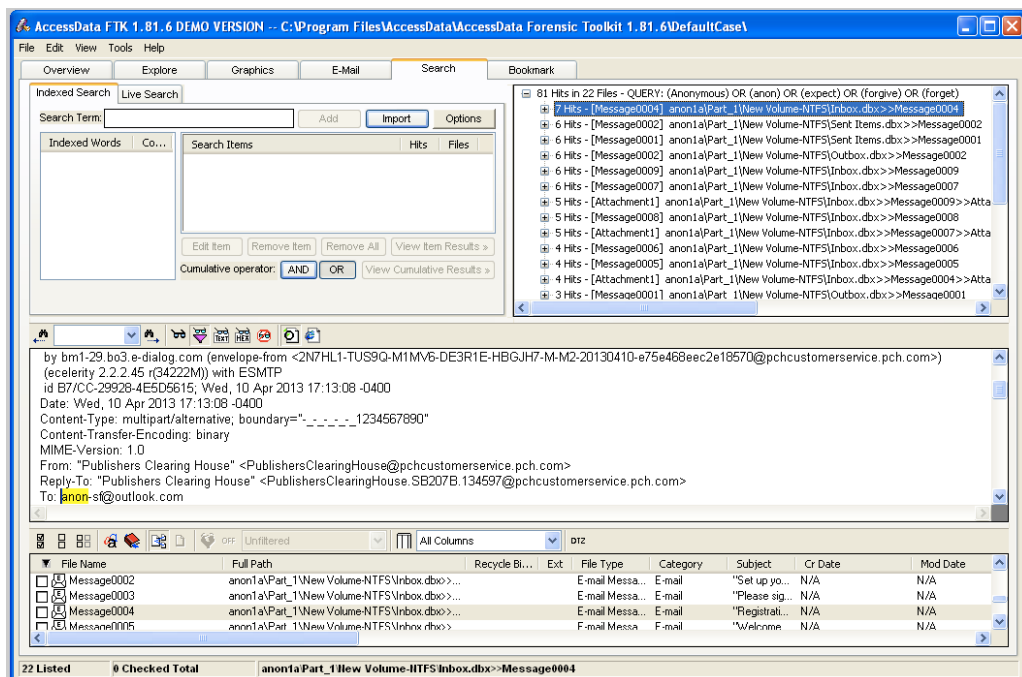 AccessData FTK 1.81.6 DEMO VERSION -- C:\Program Files\AccessData\AccessData Forensic Toolkit 1.81.6\DefaultCase\
File Edit View Tools Help
Overview Explore Graphics E-Mail Search Bookmark
Indexed Search Live Search
Search Term: Add Import Options
Indexed Words Co... Search Items Hits Files
Edit Item Remove Item Remove All View Item Results »
Cumulative operator: AND OR View Cumulative Results »
81 Hits in 22 Files - QUERY: (Anonymous) OR (anon) OR (expect) OR (forgive) OR (forget)
7 Hits - [Message0004] anon1a\Part_1\New Volume-NTFS\Inbox.dbx>>Message0004
6 Hits - [Message0002] anon1a\Part_1\New Volume-NTFS\Sent Items.dbx>>Message0002
6 Hits - [Message0001] anon1a\Part_1\New Volume-NTFS\Sent Items.dbx>>Message0001
6 Hits - [Message0002] anon1a\Part_1\New Volume-NTFS\Outbox.dbx>>Message0002
6 Hits - [Message0009] anon1a\Part_1\New Volume-NTFS\Inbox.dbx>>Message0009
6 Hits - [Message0007] anon1a\Part_1\New Volume-NTFS\Inbox.dbx>>Message0007
5 Hits - [Attachment1] anon1a\Part_1\New Volume-NTFS\Inbox.dbx>>Message0009>>Atta
5 Hits - [Message0008] anon1a\Part_1\New Volume-NTFS\Inbox.dbx>>Message0008
5 Hits - [Attachment1] anon1a\Part_1\New Volume-NTFS\Inbox.dbx>>Message0007>>Atta
4 Hits - [Message0006] anon1a\Part_1\New Volume-NTFS\Inbox.dbx>>Message0006
4 Hits - [Message0005] anon1a\Part_1\New Volume-NTFS\Inbox.dbx>>Message0005
4 Hits - [Attachment1] anon1a\Part_1\New Volume-NTFS\Inbox.dbx>>Message0004>>Atta
3 Hits - [Message0001] anon1a\Part_1\New Volume-NTFS\Outbox.dbx>>Message0001
TEXT HEX
by bm1-29.bo3.e-dialog.com (envelope-from <2N7HL1-TUS9Q-M1MV6-DE3R1E-HBGJH7-M-M2-20130410-e75e468eec2e18570@pchcustomerservice.pch.com>)
(ecelerity 2.2.2.45 r(34222M)) with ESMTP
id B7/CC-29928-4E5D5615; Wed, 10 Apr 2013 17:13:08 -0400
Date: Wed, 10 Apr 2013 17:13:08 -0400
Content-Type: multipart/alternative; boundary="-_-_-_-_-_1234567890"
Content-Transfer-Encoding: binary
MIME-Version: 1.0
From: "Publishers Clearing House" <PublishersClearingHouse@pchcustomerservice.pch.com>
Reply-To: "Publishers Clearing House" <PublishersClearingHouse.SB207B.134597@pchcustomerservice.pch.com>
To: anon-sf@outlook.com
OFF Unfiltered All Columns DTZ
File Name Full Path Recycle Bi... Ext File Type Category Subject Cr Date Mod Date
Message0002 anon1a\Part_1\New Volume-NTFS\Inbox.dbx>>... E-mail Messa... E-mail "Set up yo... N/A N/A
Message0003 anon1a\Part_1\New Volume-NTFS\Inbox.dbx>>... E-mail Messa... E-mail "Please sig... N/A N/A
Message0004 anon1a\Part_1\New Volume-NTFS\Inbox.dbx>>... E-mail Messa... E-mail "Registrati... N/A N/A
Message0005 anon1a\Part_1\New Volume-NTFS\Inbox.dbx>>... E-mail Messa... E-mail "Welcome ... N/A N/A
22 Listed 0 Checked Total anon1a\Part_1\New Volume-NTFS\Inbox.dbx>>Message0004